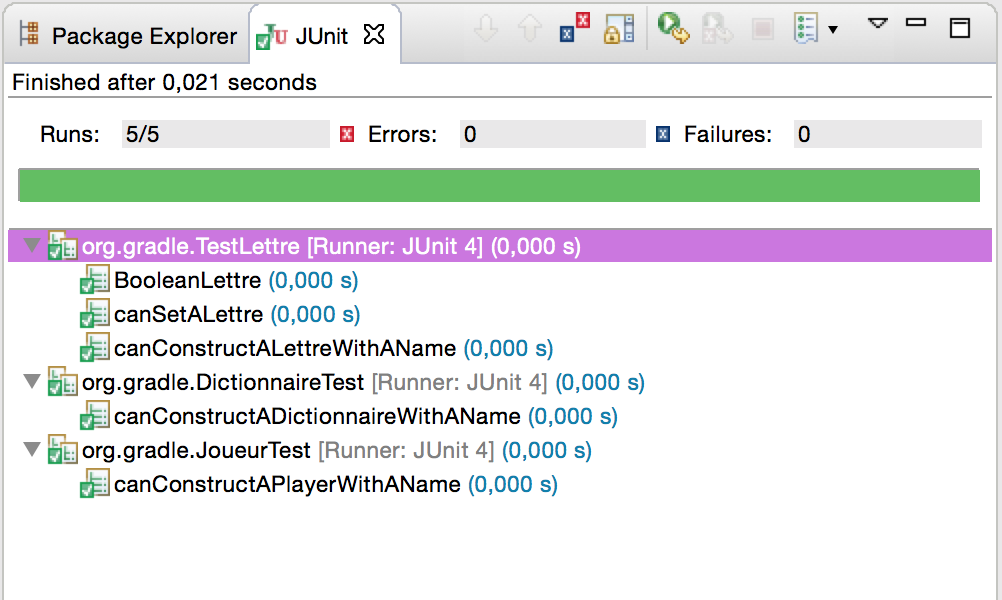 Package Explorer JUnit
Finished after 0,021 seconds
Runs: 5/5 Errors: 0 Failures: 0
org.gradle.TestLettre [Runner: JUnit 4] (0,000 s)
BooleanLettre (0,000 s)
canSetALettre (0,000 s)
canConstructALettreWithAName (0,000 s)
org.gradle.DictionnaireTest [Runner: JUnit 4] (0,000 s)
canConstructADictionnaireWithAName (0,000 s)
org.gradle.JoueurTest [Runner: JUnit 4] (0,000 s)
canConstructAPlayerWithAName (0,000 s)